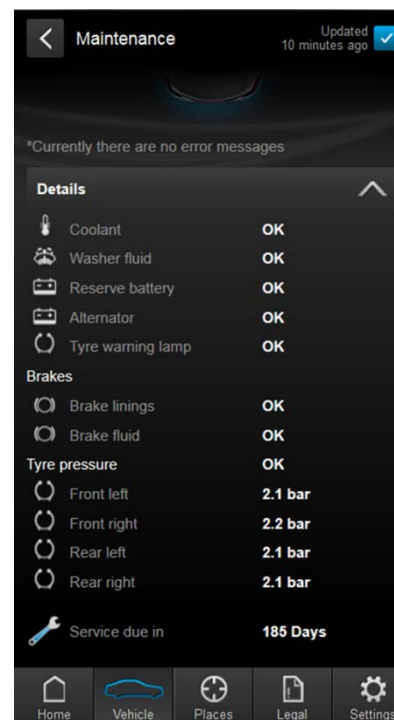 Maintenance
Updated
10 minutes ago
*Currently there are no error messages
Details
Coolant OK
Washer fluid OK
Reserve battery OK
Alternator OK
Tyre warning lamp OK
Brakes
Brake linings OK
Brake fluid OK
Tyre pressure OK
Front left 2.1 bar
Front right 2.2 bar
Rear left 2.1 bar
Rear right 2.1 bar
Service due in 185 Days
Home Vehicle Places Legal Settings